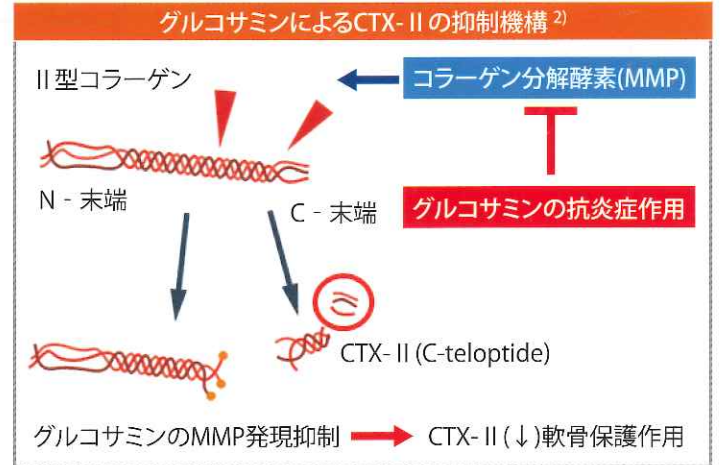 グルコサミンによるCTX-Ⅱの抑制機構 2)
Ⅱ型コラーゲン
コラーゲン分解酵素(MMP)
N - 末端
C - 末端
グルコサミンの抗炎症作用
CTX-Ⅱ (C-teloptide)
グルコサミンのMMP発現抑制
CTX-Ⅱ (↓)軟骨保護作用